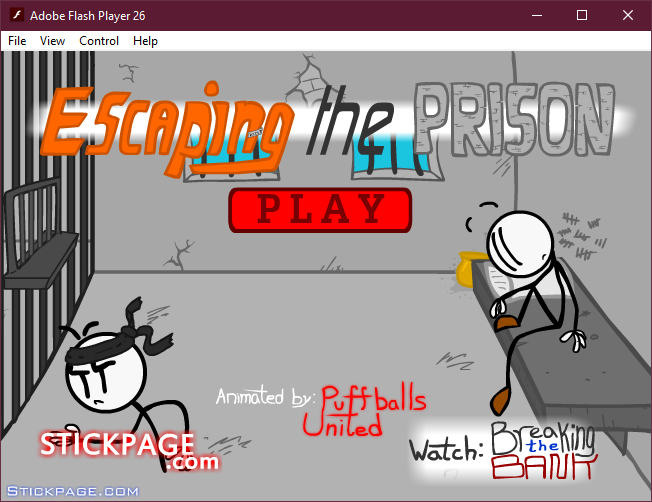 Adobe Flash Player 26
File View Control Help
Escaping the PRISON
PLAY
Animated by: Puffballs
United
STICKPAGE
.com
Watch: Breaking
the
BANK
STICKPAGE.COM